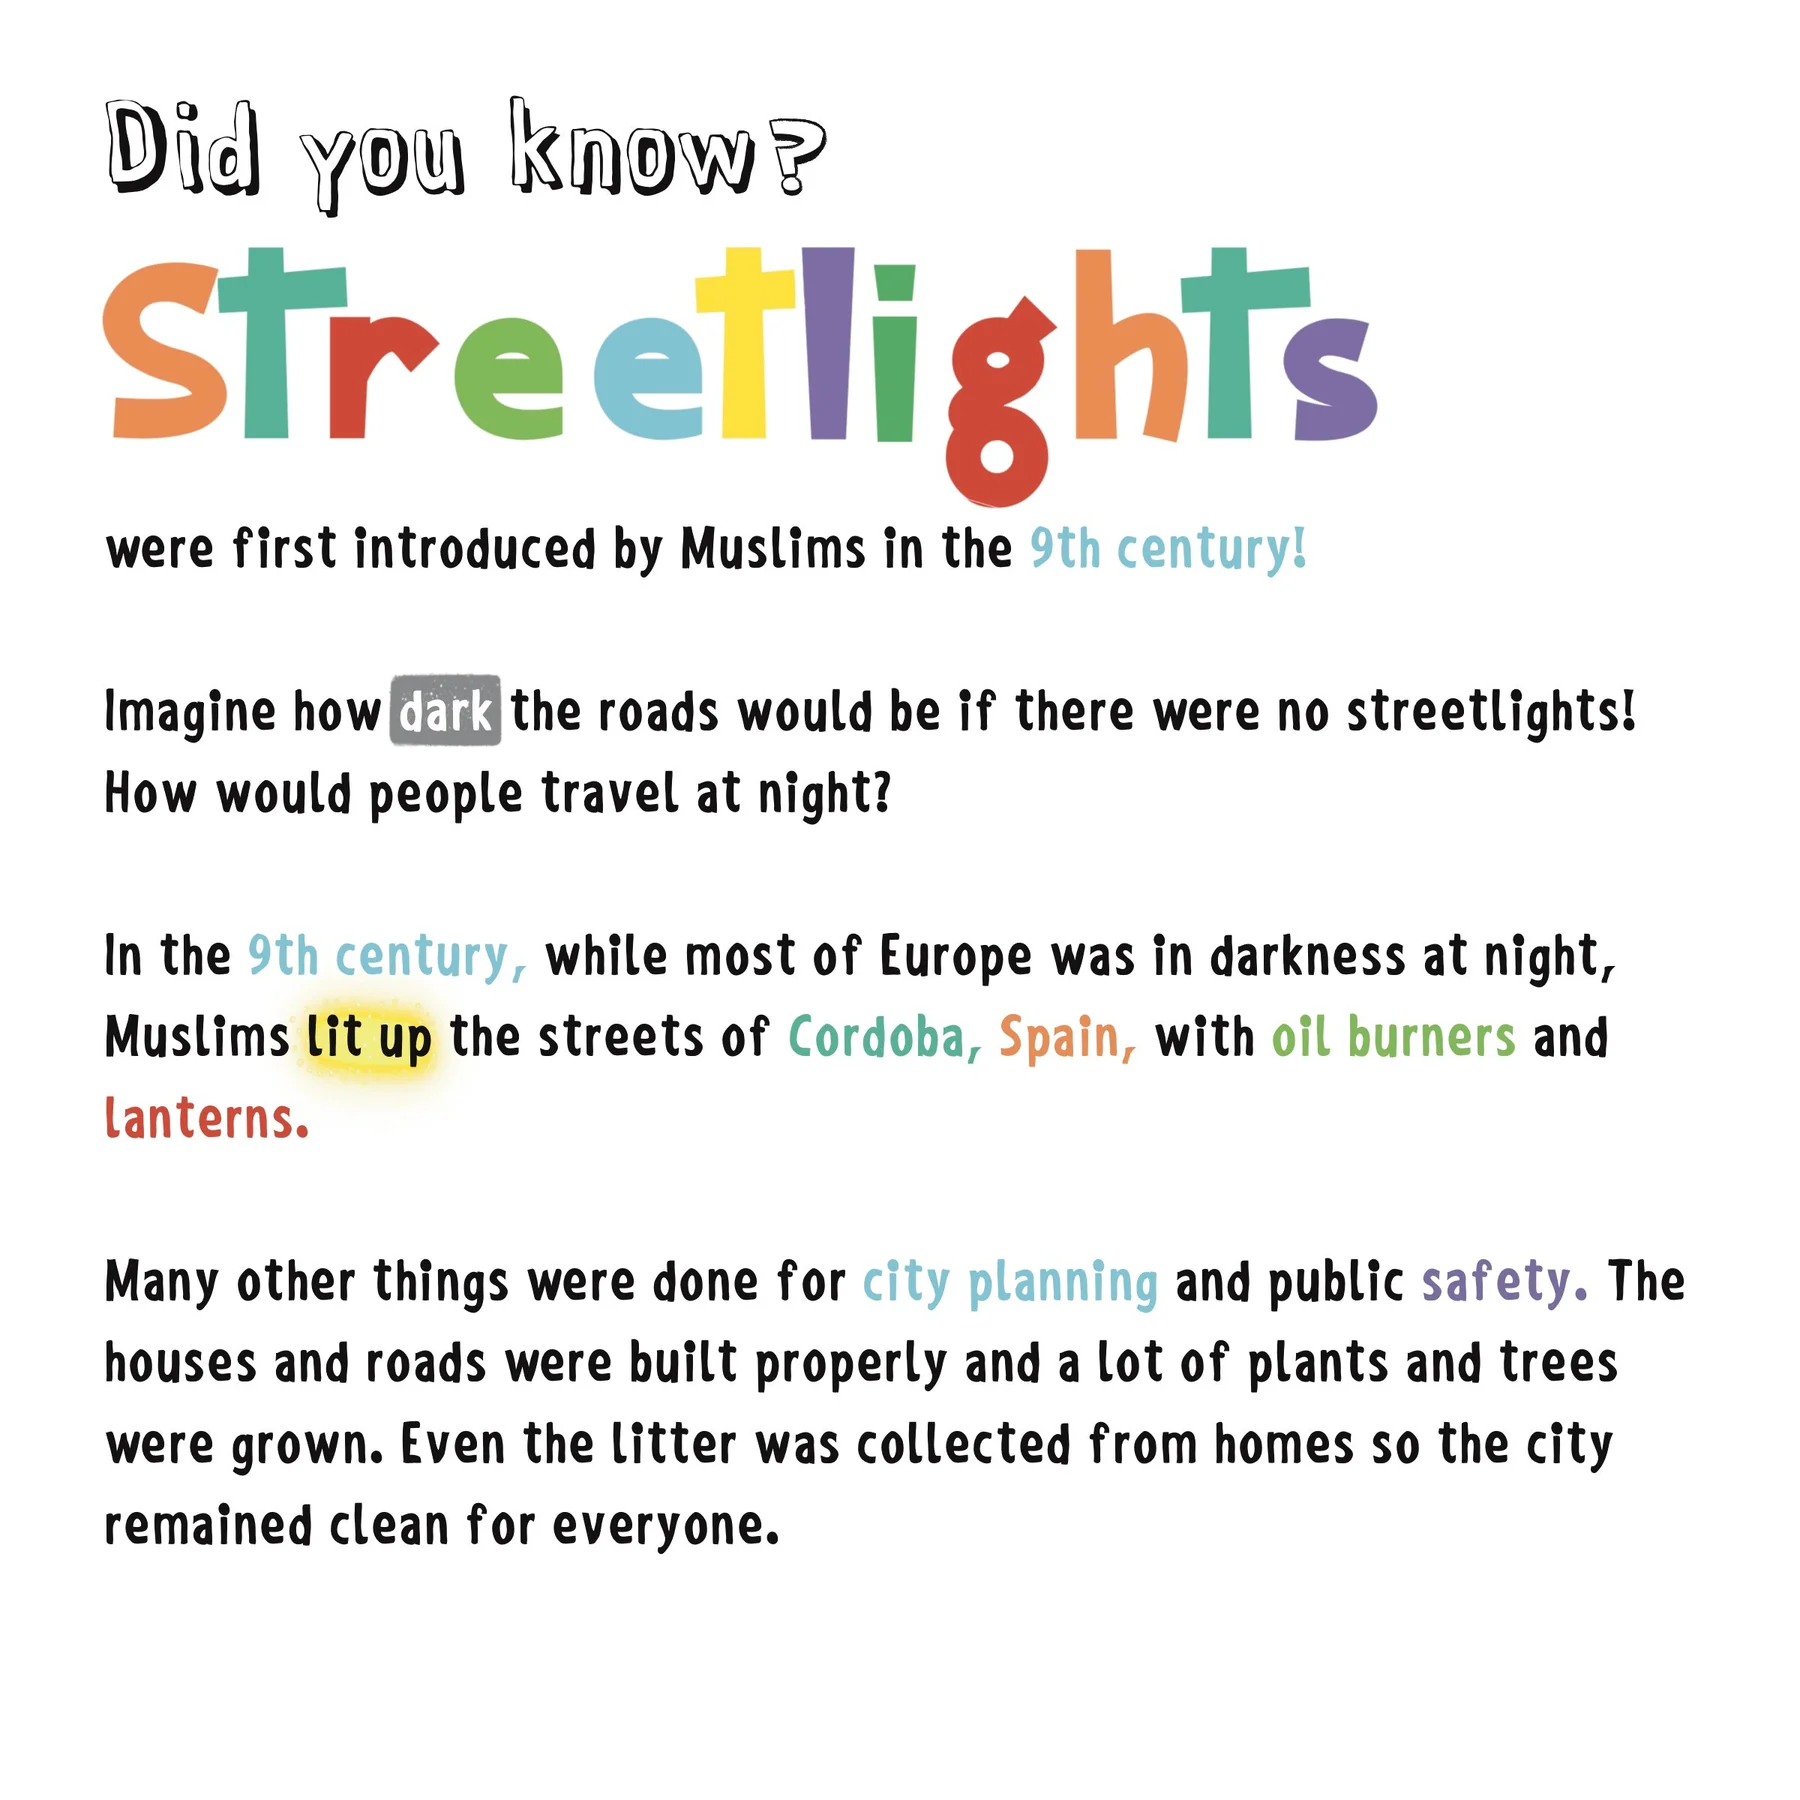 Did you know?
Streetlights
were first introduced by Muslims in the 9th century!
Imagine how dark the roads would be if there were no streetlights!
How would people travel at night?
In the 9th century, while most of Europe was in darkness at night,
Muslims lit up the streets of Cordoba, Spain, with oil burners and
lanterns.
Many other things were done for city planning and public safety. The
houses and roads were built properly and a lot of plants and trees
were grown. Even the litter was collected from homes so the city
remained clean for everyone.